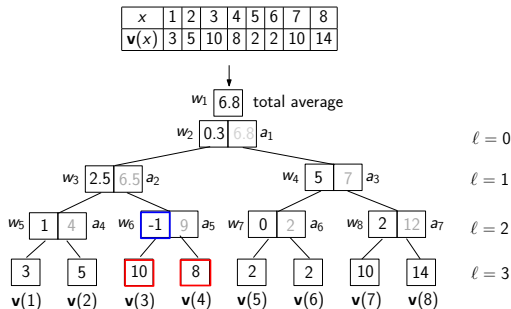 x 1 2 3 4 5 6 7 8
v(x) 3 5 10 8 2 2 10 14
w₁ 6.8 total average
w₂ 0.3 6.8 a₁ ℓ = 0
w₃ 2.5 6.5 a₂ w₄ 5 7 a₃ ℓ = 1
w₅ 1 4 a₄ w₆ -1 9 a₅ w₇ 0 2 a₆ w₈ 2 12 a₇ ℓ = 2
3 5 10 8 2 2 10 14 ℓ = 3
v(1) v(2) v(3) v(4) v(5) v(6) v(7) v(8)